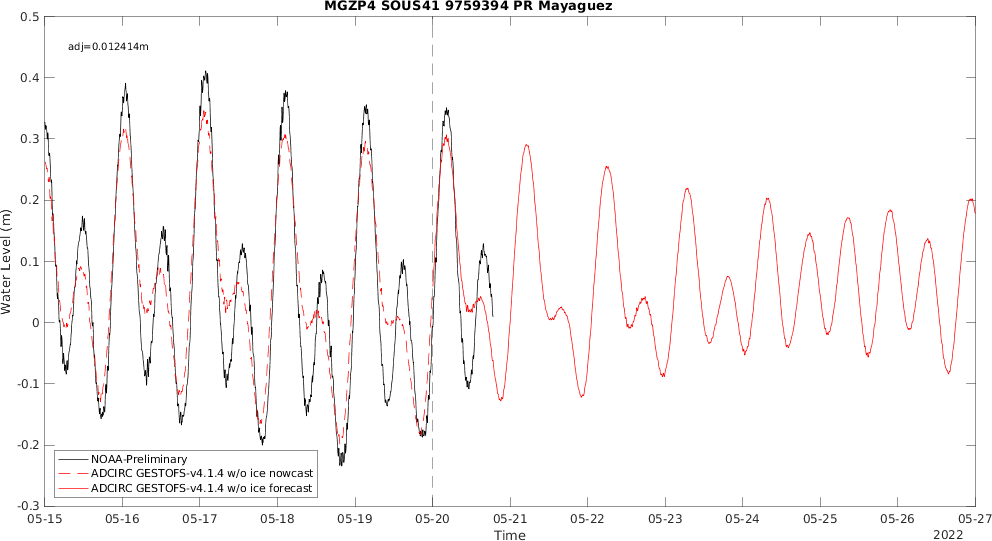 MGZP4 SOUS41 9759394 PR Mayaguez
adj=0.012414m
Water Level (m)
0.5
0.4
0.3
0.2
0.1
0
-0.1
-0.2
-0.3
NOAA-Preliminary
ADCIRC GESTOFS-v4.1.4 w/o ice nowcast
ADCIRC GESTOFS-v4.1.4 w/o ice forecast
05-15 05-16 05-17 05-18 05-19 05-20 05-21 05-22 05-23 05-24 05-25 05-26 05-27
Time
2022